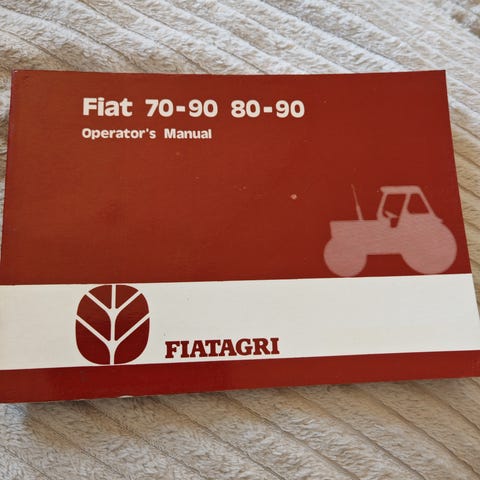 Fiat 70-90 80-90
Operator's Manual
FIATAGRI